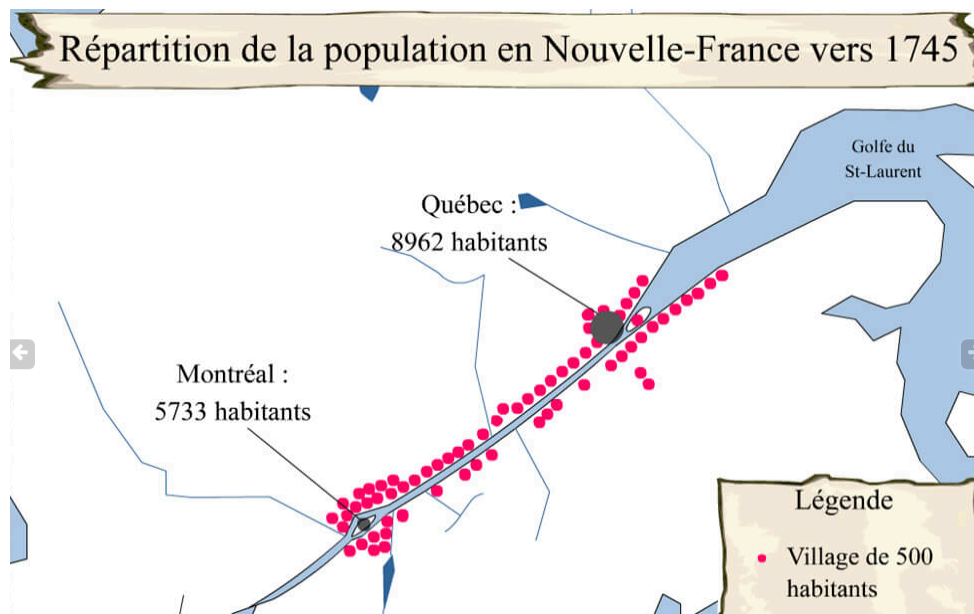 Répartition de la population en Nouvelle-France vers 1745
Golfe du
St-Laurent
Québec :
8962 habitants
Montréal :
5733 habitants
Légende
Village de 500
habitants